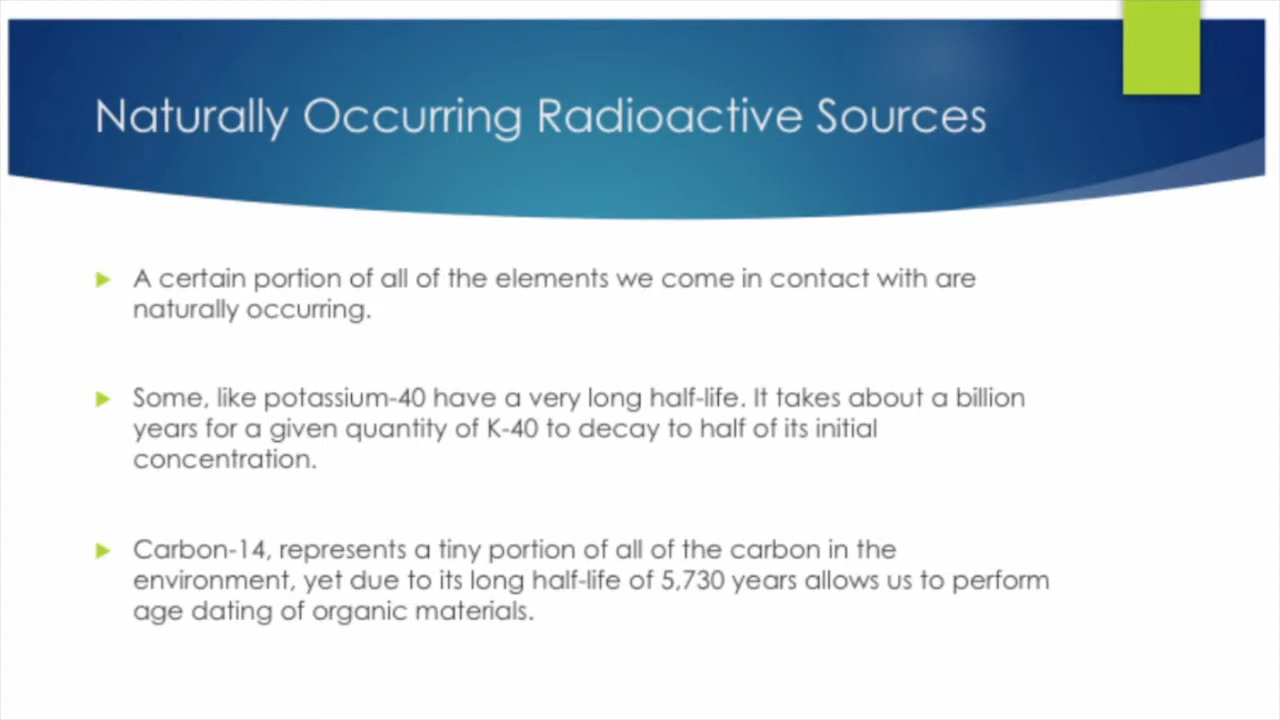 Naturally Occurring Radioactive Sources
A certain portion of all of the elements we come in contact with are
naturally occurring.
Some, like potassium-40 have a very long half-life. It takes about a billion
years for a given quantity of K-40 to decay to half of its initial
concentration.
Carbon-14, represents a tiny portion of all of the carbon in the
environment, yet due to its long half-life of 5,730 years allows us to perform
age dating of organic materials.